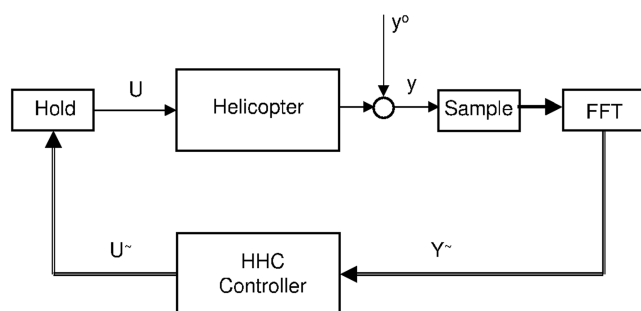 y°
U
y
Hold
Helicopter
Sample
FFT
U~
HHC
Controller
Y~